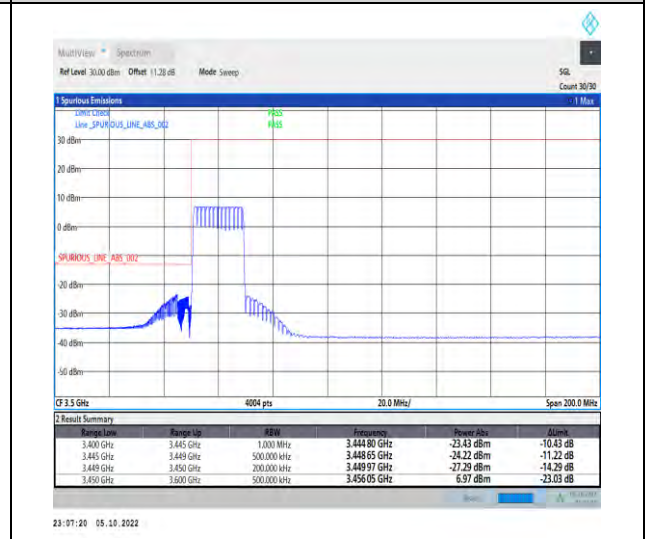 MultiView Spectrum
Ref Level 30.00 dBm Offset 11.28 dB Mode Sweep SGL
Count 30/30
1 Spurious Emissions 1 Max
Limit Check PASS
Line _SPURIOUS_LINE_ABS_002 PASS
30 dBm
20 dBm
10 dBm
0 dBm
_SPURIOUS_LINE_ABS_002
-20 dBm
-30 dBm
-40 dBm
-50 dBm
CF 3.5 GHz 4004 pts 20.0 MHz/ Span 200.0 MHz
2 Result Summary
Range Low Range Up RBW Frequency Power Abs ΔLimit
3.400 GHz 3.445 GHz 1.000 MHz 3.444 80 GHz -23.43 dBm -10.43 dB
3.445 GHz 3.449 GHz 500.000 kHz 3.448 65 GHz -24.22 dBm -11.22 dB
3.449 GHz 3.450 GHz 200.000 kHz 3.449 97 GHz -27.29 dBm -14.29 dB
3.450 GHz 3.600 GHz 500.000 kHz 3.456 05 GHz 6.97 dBm -23.03 dB
23:07:20 05.10.2022